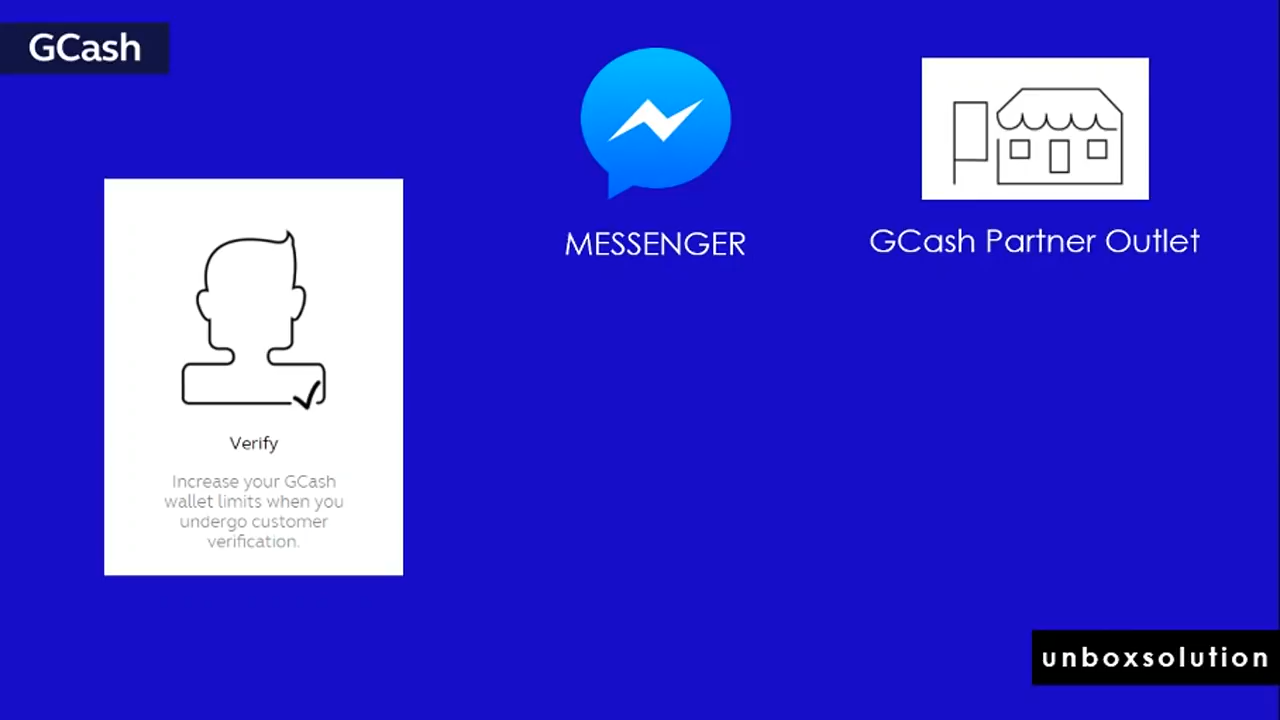 GCash
MESSENGER
GCash Partner Outlet
Verify
Increase your GCash
wallet limits when you
undergo customer
verification.
unboxsolution